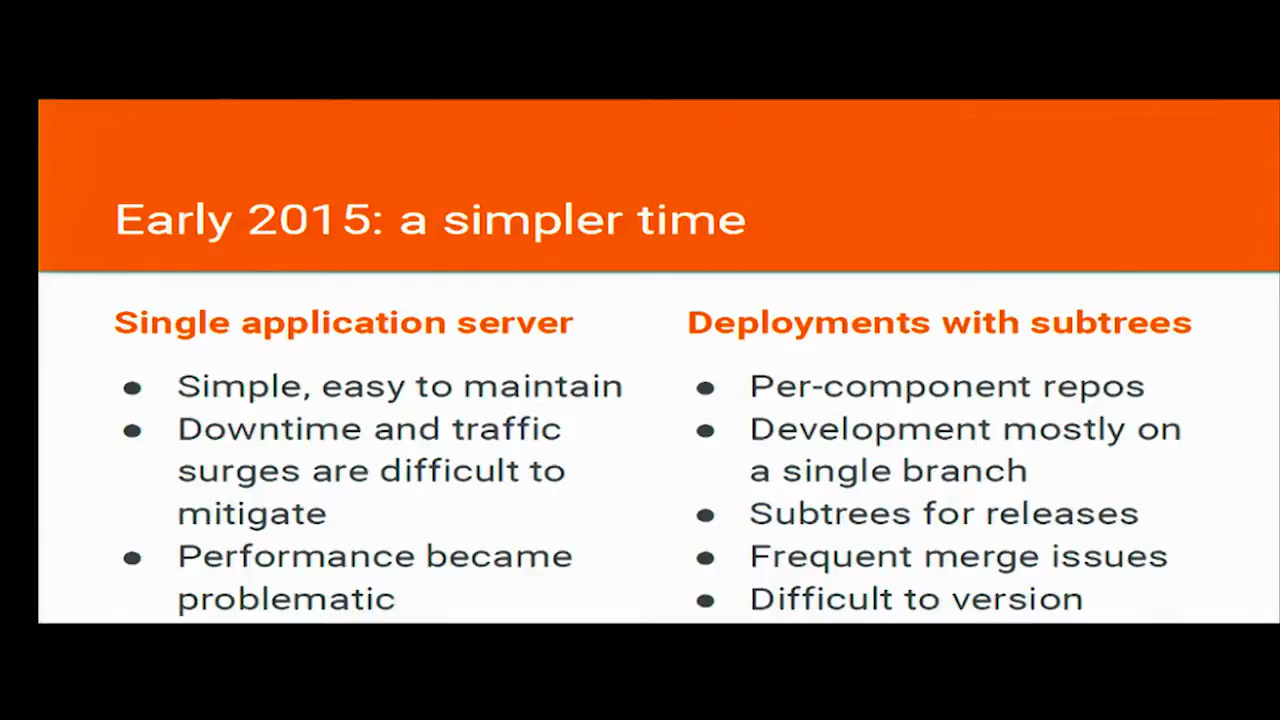 Early 2015: a simpler time
Single application server
● Simple, easy to maintain
● Downtime and traffic
surges are difficult to
mitigate
● Performance became
problematic
Deployments with subtrees
● Per-component repos
● Development mostly on
a single branch
● Subtrees for releases
● Frequent merge issues
● Difficult to version